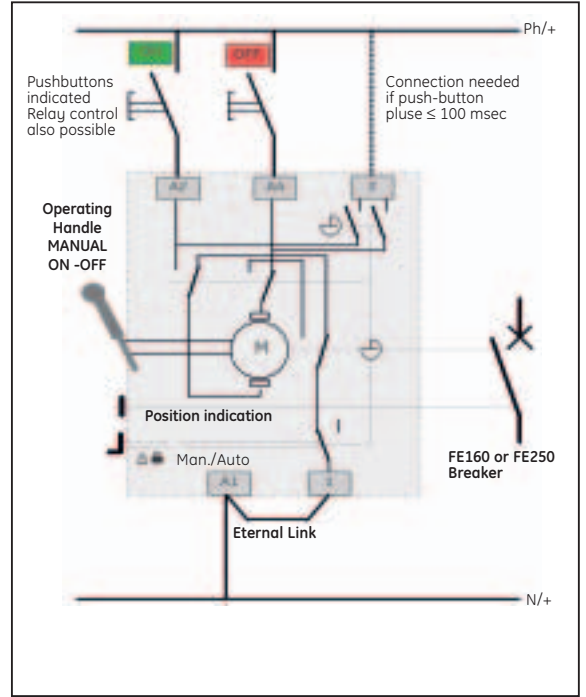 Ph/+
OFF
Pushbuttons
indicated
Relay control
also possible
Connection needed
if push-button
pluse ≤ 100 msec
A2
A4
Operating
Handle
MANUAL
ON -OFF
M
Position indication
FE160 or FE250
Breaker
Man./Auto
A1
Eternal Link
N/+